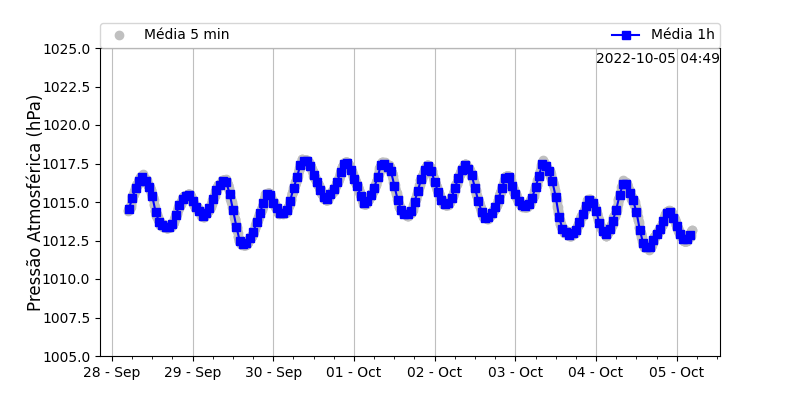 Média 5 min
Média 1h
2022-10-05 04:49
Pressão Atmosférica (hPa)
1025.0
1022.5
1020.0
1017.5
1015.0
1012.5
1010.0
1007.5
1005.0
28 - Sep
29 - Sep
30 - Sep
01 - Oct
02 - Oct
03 - Oct
04 - Oct
05 - Oct